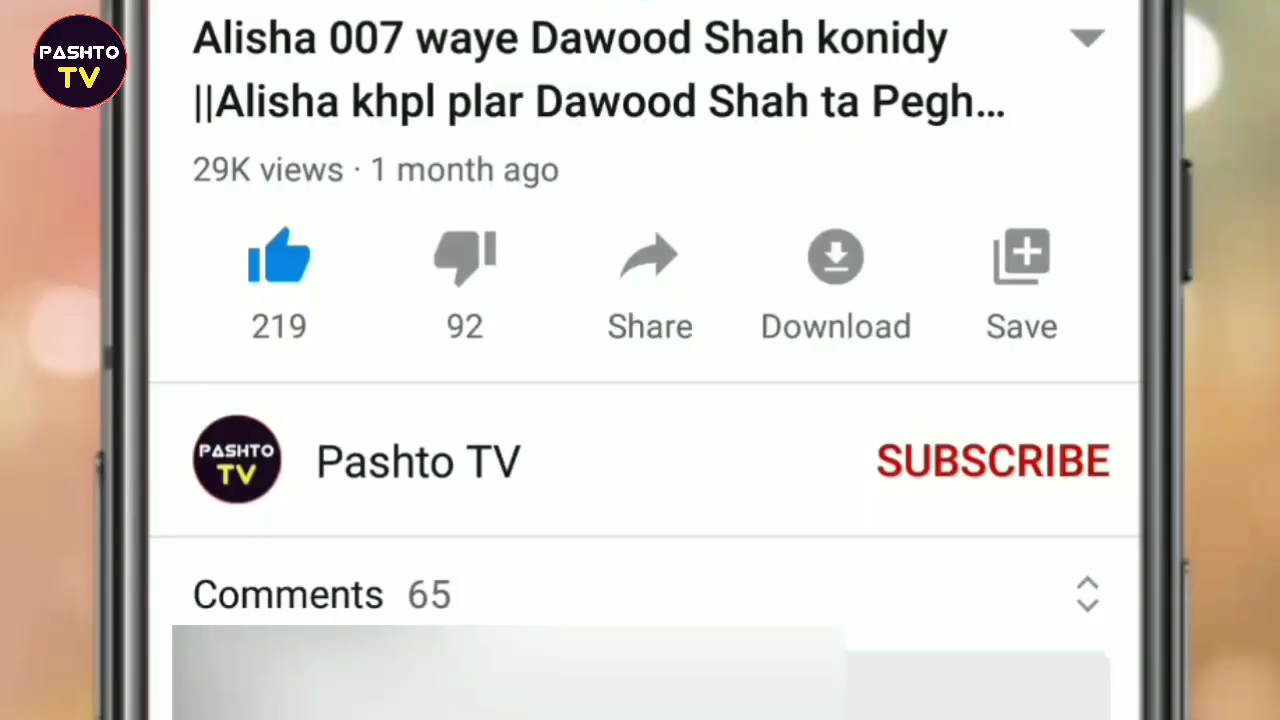 PASHTO
TV
Alisha 007 waye Dawood Shah konidy
||Alisha khpl plar Dawood Shah ta Pegh...
29K views · 1 month ago
219 92 Share Download Save
PASHTO
TV
Pashto TV SUBSCRIBE
Comments 65